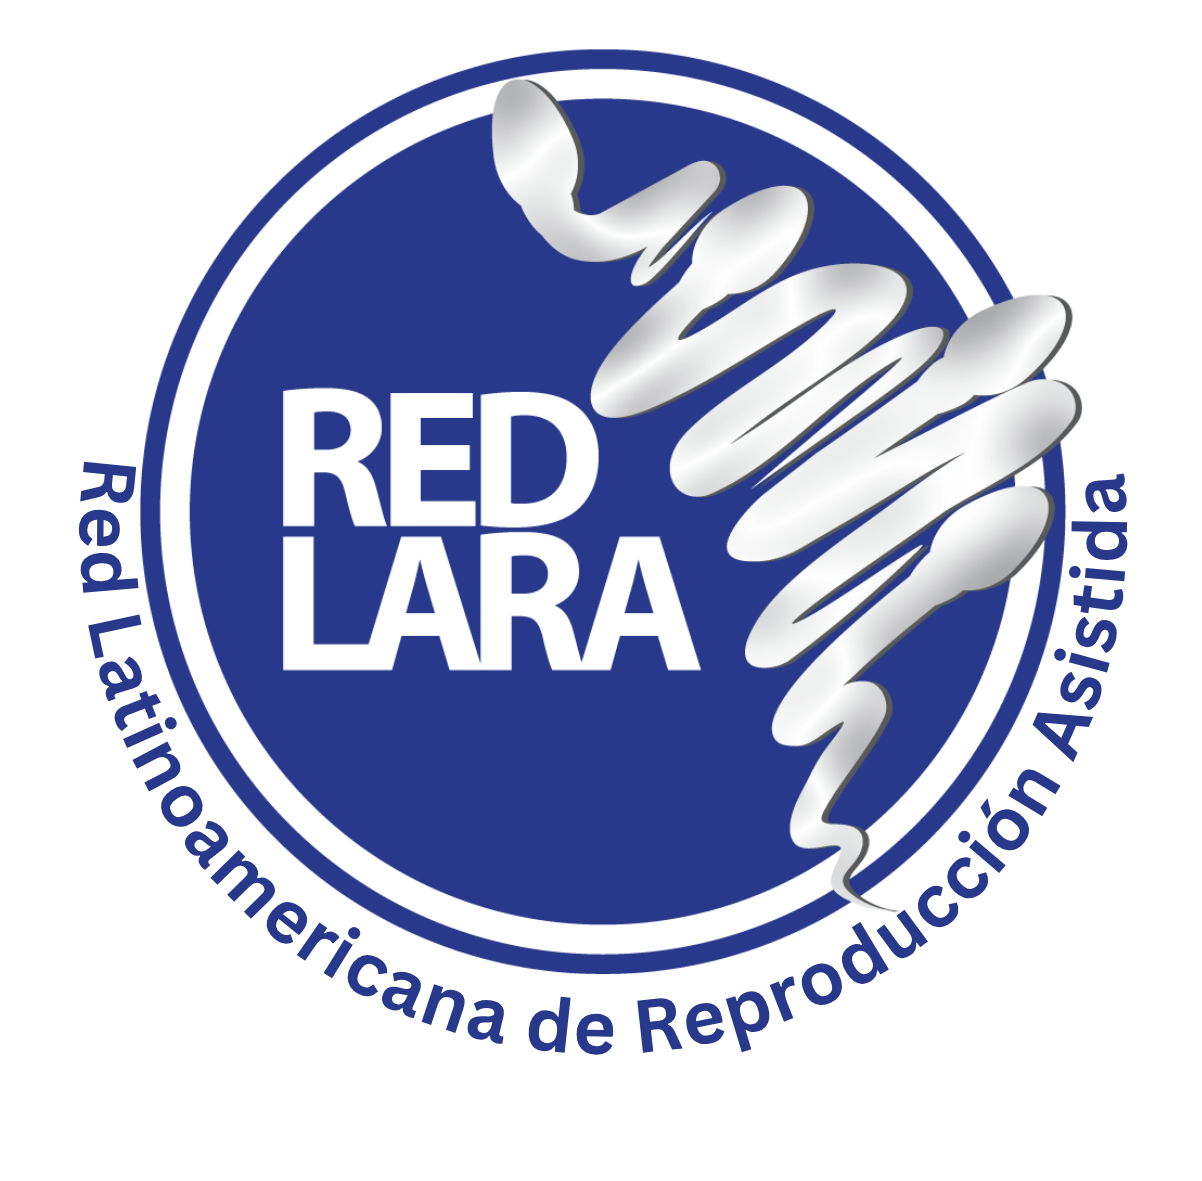 RED
LARA
Red Latinoamericana de Reproducción Asistida